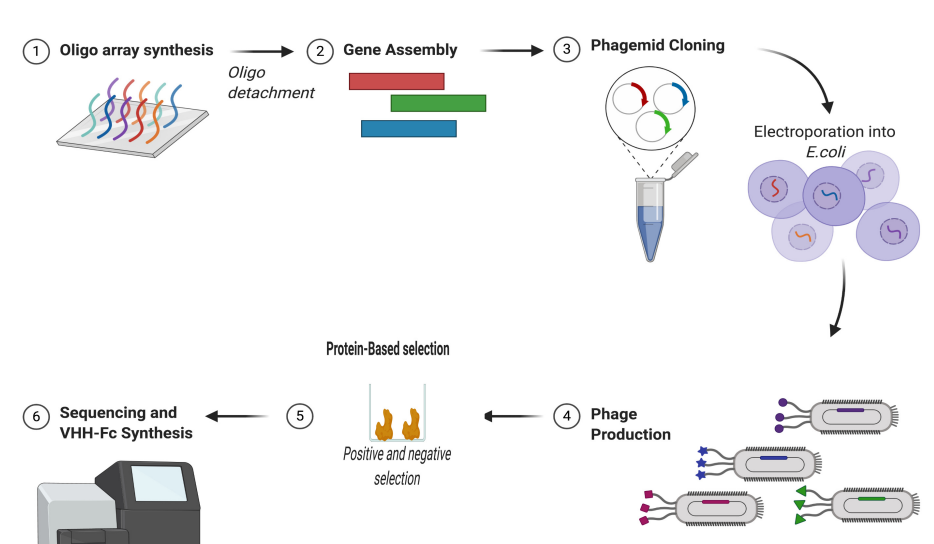 1 Oligo array synthesis
Oligo
detachment
2 Gene Assembly
3 Phagemid Cloning
Electroporation into
E.coli
4 Phage
Production
Protein-Based selection
5
Positive and negative
selection
6 Sequencing and
VHH-Fc Synthesis